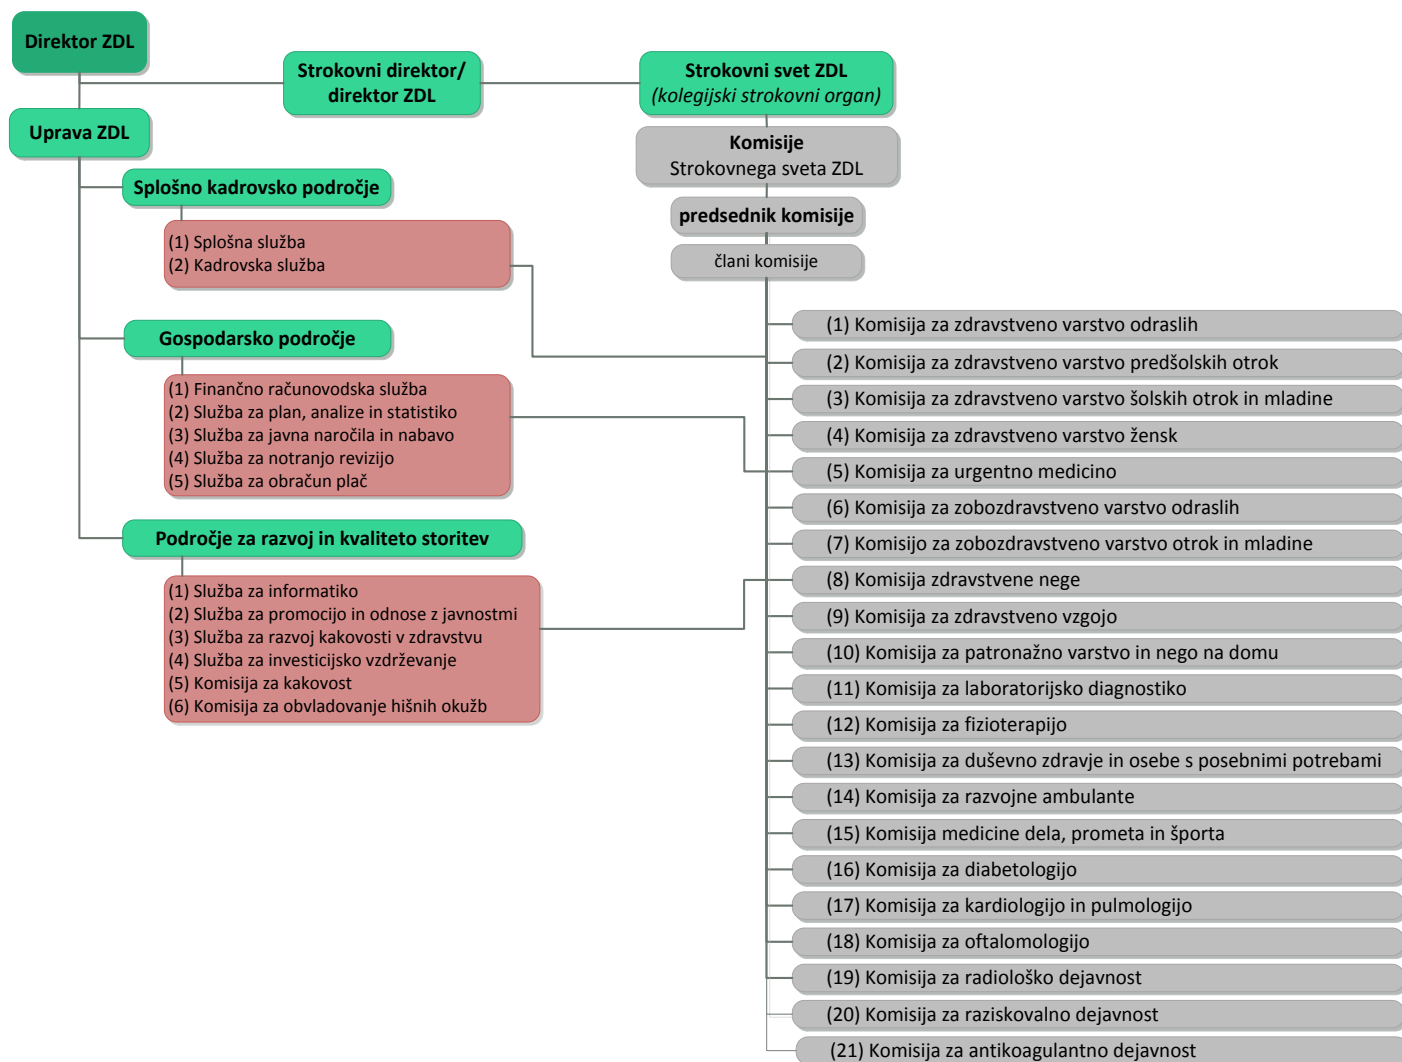 Direktor ZDL
Strokovni direktor/
direktor ZDL
Strokovni svet ZDL
(kolegijski strokovni organ)
Uprava ZDL
Komisije
Strokovnega sveta ZDL
predsednik komisije
člani komisije
Splošno kadrovsko področje
(1) Splošna služba
(2) Kadrovska služba
Gospodarsko področje
(1) Finančno računovodska služba
(2) Služba za plan, analize in statistiko
(3) Služba za javna naročila in nabavo
(4) Služba za notranjo revizijo
(5) Služba za obračun plač
Področje za razvoj in kvaliteto storitev
(1) Služba za informatiko
(2) Služba za promocijo in odnose z javnostmi
(3) Služba za razvoj kakovosti v zdravstvu
(4) Služba za investicijsko vzdrževanje
(5) Komisija za kakovost
(6) Komisija za obvladovanje hišnih okužb
(1) Komisija za zdravstveno varstvo odraslih
(2) Komisija za zdravstveno varstvo predšolskih otrok
(3) Komisija za zdravstveno varstvo šolskih otrok in mladine
(4) Komisija za zdravstveno varstvo žensk
(5) Komisija za urgentno medicino
(6) Komisija za zobozdravstveno varstvo odraslih
(7) Komisijo za zobozdravstveno varstvo otrok in mladine
(8) Komisija zdravstvene nege
(9) Komisija za zdravstveno vzgojo
(10) Komisija za patronažno varstvo in nego na domu
(11) Komisija za laboratorijsko diagnostiko
(12) Komisija za fizioterapijo
(13) Komisija za duševno zdravje in osebe s posebnimi potrebami
(14) Komisija za razvojne ambulante
(15) Komisija medicine dela, prometa in športa
(16) Komisija za diabetologijo
(17) Komisija za kardiologijo in pulmologijo
(18) Komisija za oftalomologijo
(19) Komisija za radiološko dejavnost
(20) Komisija za raziskovalno dejavnost
(21) Komisija za antikoagulantno dejavnost